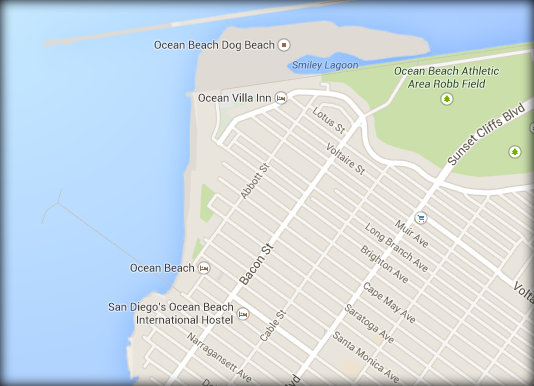 Ocean Beach Dog Beach
Smiley Lagoon
Ocean Beach Athletic
Area Robb Field
Ocean Villa Inn
Lotus St
Sunset Cliffs Blvd
Voltaire St
Abbott St
Muir Ave
Long Branch Ave
Bacon St
Brighton Ave
Ocean Beach
Cape May Ave
Volta
San Diego's Ocean Beach
International Hostel
Cable St
Saratoga Ave
Narragansett Ave
Santa Monica Ave
lvd